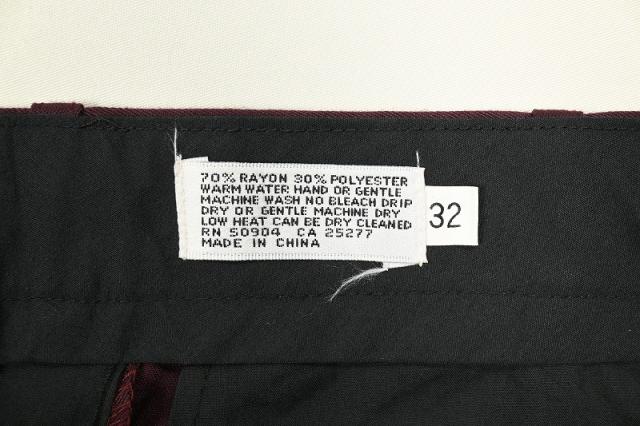 70% RAYON 30% POLYESTER
WARM WATER HAND OR GENTLE
MACHINE WASH NO BLEACH DRIP
DRY OR GENTLE MACHINE DRY
LOW HEAT CAN BE DRY CLEANED
RN 50904 CA 25277
MADE IN CHINA
32